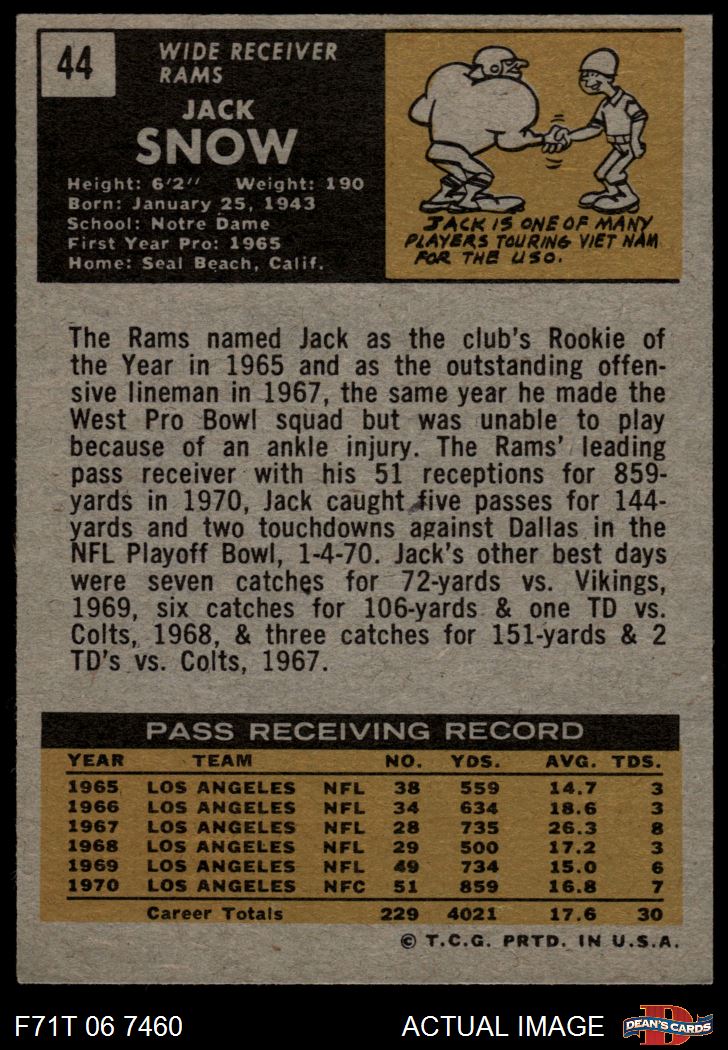 44
WIDE RECEIVER
RAMS
JACK
SNOW
Height: 6'2" Weight: 190
Born: January 25, 1943
School: Notre Dame
First Year Pro: 1965
Home: Seal Beach, Calif.
JACK IS ONE OF MANY
PLAYERS TOURING VIET NAM
FOR THE USO.
The Rams named Jack as the club's Rookie of
the Year in 1965 and as the outstanding offen-
sive lineman in 1967, the same year he made the
West Pro Bowl squad but was unable to play
because of an ankle injury. The Rams' leading
pass receiver with his 51 receptions for 859-
yards in 1970, Jack caught five passes for 144-
yards and two touchdowns against Dallas in the
NFL Playoff Bowl, 1-4-70. Jack's other best days
were seven catches for 72-yards vs. Vikings,
1969, six catches for 106-yards & one TD vs.
Colts, 1968, & three catches for 151-yards & 2
TD's vs. Colts, 1967.
PASS RECEIVING RECORD
YEAR TEAM NO. YDS. AVG. TDS.
1965 LOS ANGELES NFL 38 559 14.7 3
1966 LOS ANGELES NFL 34 634 18.6 3
1967 LOS ANGELES NFL 28 735 26.3 8
1968 LOS ANGELES NFL 29 500 17.2 3
1969 LOS ANGELES NFL 49 734 15.0 6
1970 LOS ANGELES NFC 51 859 16.8 7
Career Totals 229 4021 17.6 30
© T.C.G. PRTD. IN U.S.A.
F71T 06 7460 ACTUAL IMAGE
D
DEAN'S CARDS